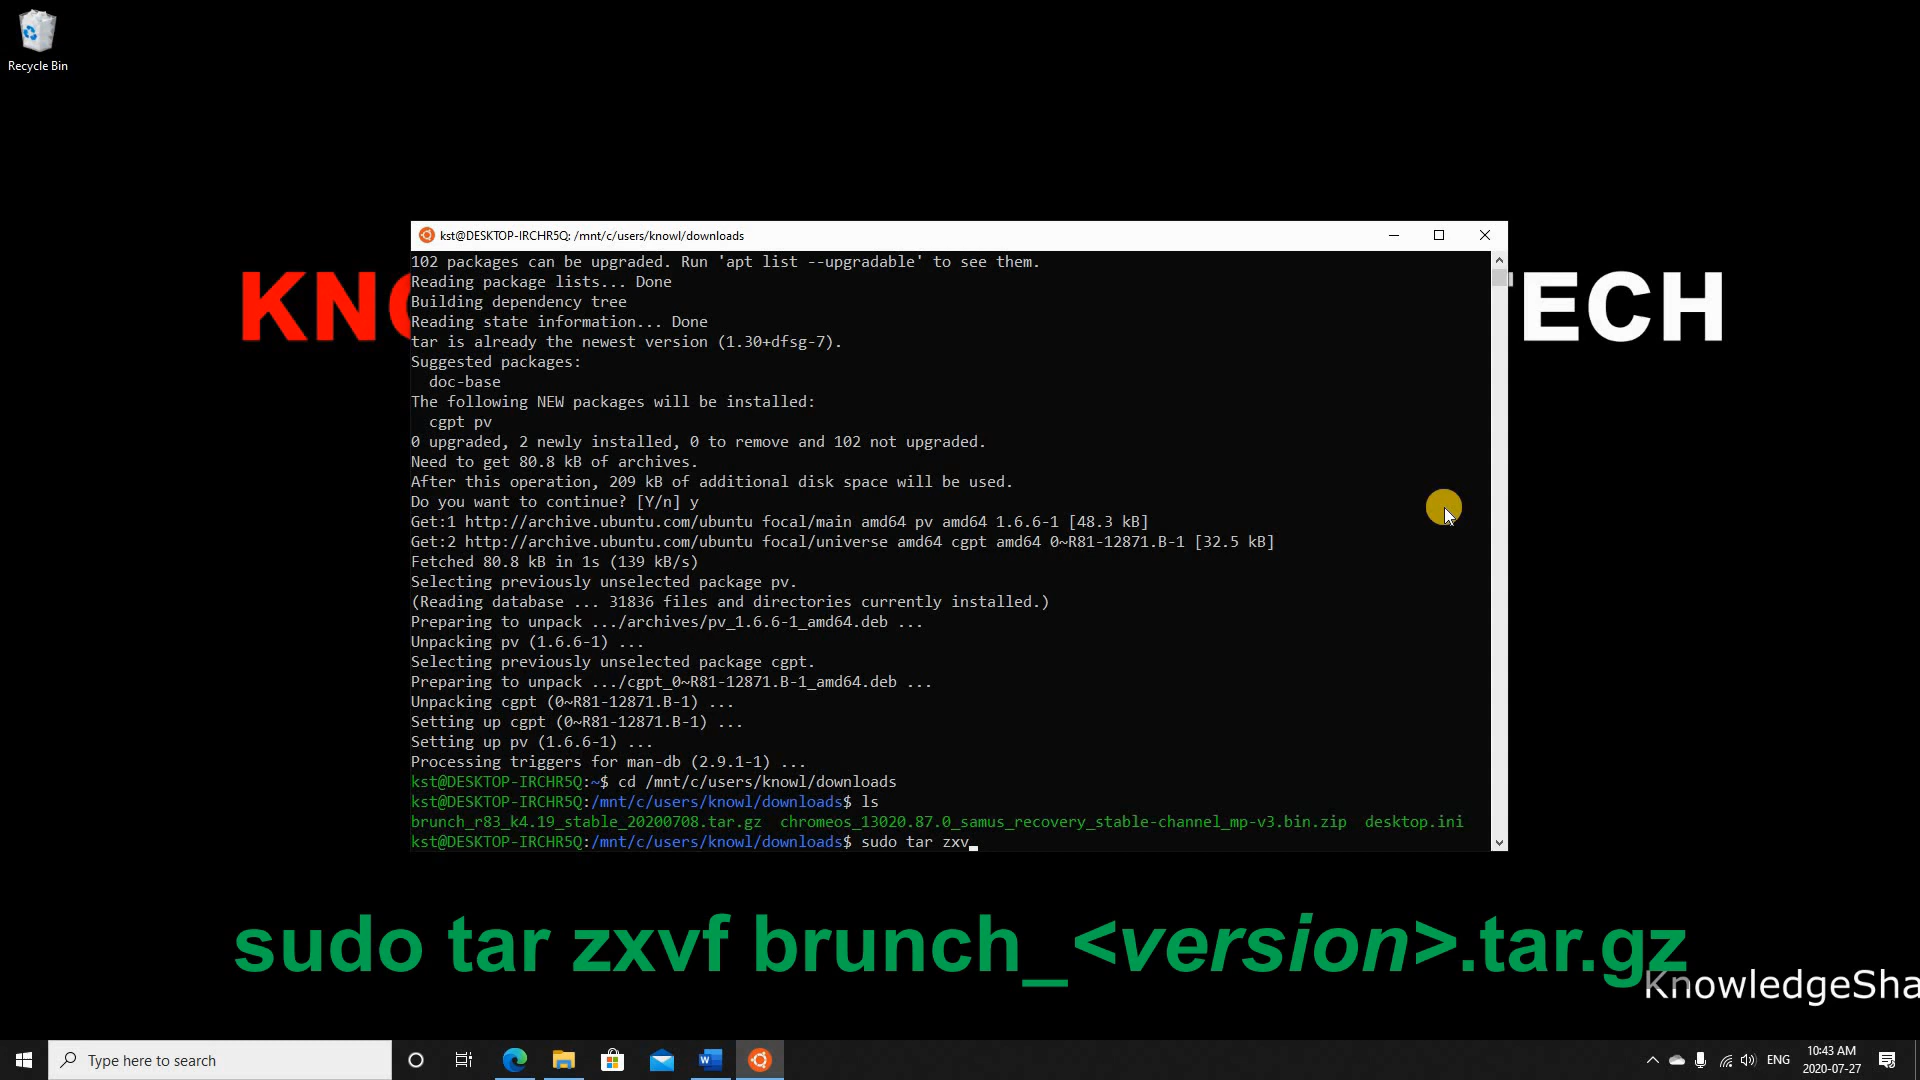 Recycle Bin
kst@DESKTOP-IRCHR5Q: /mnt/c/users/knowl/downloads
102 packages can be upgraded. Run 'apt list --upgradable' to see them.
Reading package lists... Done
Building dependency tree
Reading state information... Done
tar is already the newest version (1.30+dfsg-7).
Suggested packages:
doc-base
The following NEW packages will be installed:
cgpt pv
0 upgraded, 2 newly installed, 0 to remove and 102 not upgraded.
Need to get 80.8 kB of archives.
After this operation, 209 kB of additional disk space will be used.
Do you want to continue? [Y/n] y
Get:1 http://archive.ubuntu.com/ubuntu focal/main amd64 pv amd64 1.6.6-1 [48.3 kB]
Get:2 http://archive.ubuntu.com/ubuntu focal/universe amd64 cgpt amd64 0~R81-12871.B-1 [32.5 kB]
Fetched 80.8 kB in 1s (139 kB/s)
Selecting previously unselected package pv.
(Reading database ... 31836 files and directories currently installed.)
Preparing to unpack .../archives/pv_1.6.6-1_amd64.deb ...
Unpacking pv (1.6.6-1) ...
Selecting previously unselected package cgpt.
Preparing to unpack .../cgpt_0~R81-12871.B-1_amd64.deb ...
Unpacking cgpt (0~R81-12871.B-1) ...
Setting up cgpt (0~R81-12871.B-1) ...
Setting up pv (1.6.6-1) ...
Processing triggers for man-db (2.9.1-1) ...
kst@DESKTOP-IRCHR5Q:~$ cd /mnt/c/users/knowl/downloads
kst@DESKTOP-IRCHR5Q:/mnt/c/users/knowl/downloads$ ls
brunch_r83_k4.19_stable_20200708.tar.gz chromeos_13020.87.0_samus_recovery_stable-channel_mp-v3.bin.zip desktop.ini
kst@DESKTOP-IRCHR5Q:/mnt/c/users/knowl/downloads$ sudo tar zxv
sudo tar zxvf brunch_<version>.tar.gz
KnowledgeSha
Type here to search
ENG
10:43 AM
2020-07-27